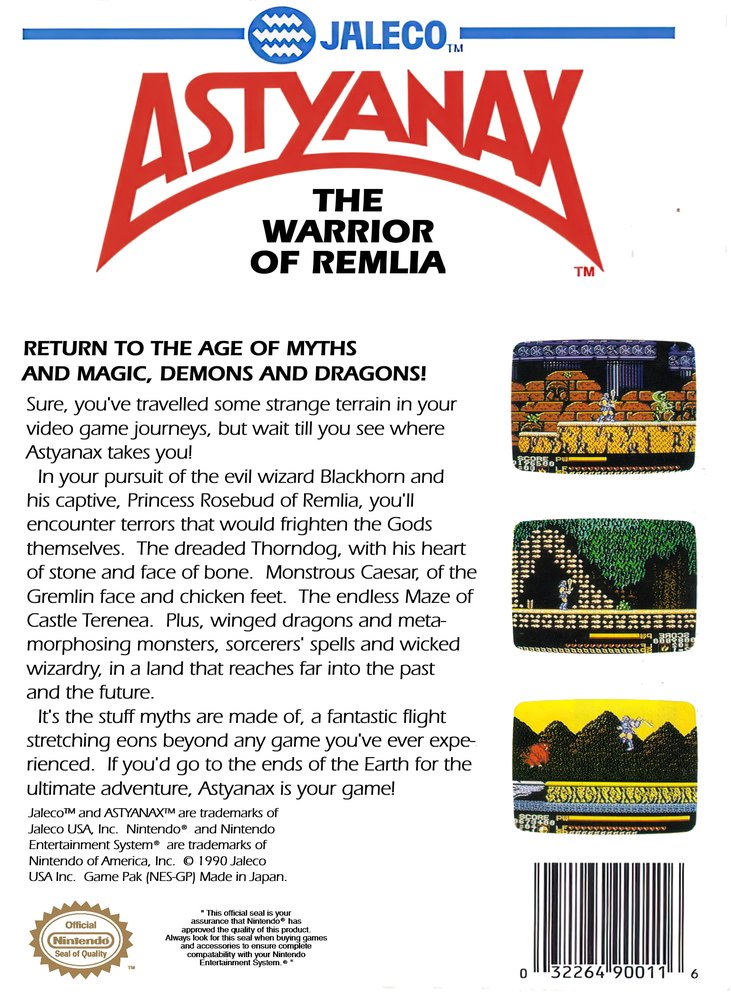 JALECO™
ASTYANAX™
THE
WARRIOR
OF REMLIA
RETURN TO THE AGE OF MYTHS
AND MAGIC, DEMONS AND DRAGONS!
Sure, you've travelled some strange terrain in your
video game journeys, but wait till you see where
Astyanax takes you!
In your pursuit of the evil wizard Blackhorn and
his captive, Princess Rosebud of Remlia, you'll
encounter terrors that would frighten the Gods
themselves. The dreaded Thorndog, with his heart
of stone and face of bone. Monstrous Caesar, of the
Gremlin face and chicken feet. The endless Maze of
Castle Terenea. Plus, winged dragons and meta-
morphosing monsters, sorcerers' spells and wicked
wizardry, in a land that reaches far into the past
and the future.
It's the stuff myths are made of, a fantastic flight
stretching eons beyond any game you've ever expe-
rienced. If you'd go to the ends of the Earth for the
ultimate adventure, Astyanax is your game!
Jaleco™ and ASTYANAX™ are trademarks of
Jaleco USA, Inc. Nintendo® and Nintendo
Entertainment System® are trademarks of
Nintendo of America, Inc. © 1990 Jaleco
USA Inc. Game Pak (NES-GP) Made in Japan.
Official
Nintendo
Seal of Quality
™
" This official seal is your
assurance that Nintendo® has
approved the quality of this product.
Always look for this seal when buying games
and accessories to ensure complete
compatability with your Nintendo
Entertainment System. ® "
SCORE PW
SCORE PW
SCORE PW
0 32264 90011 6